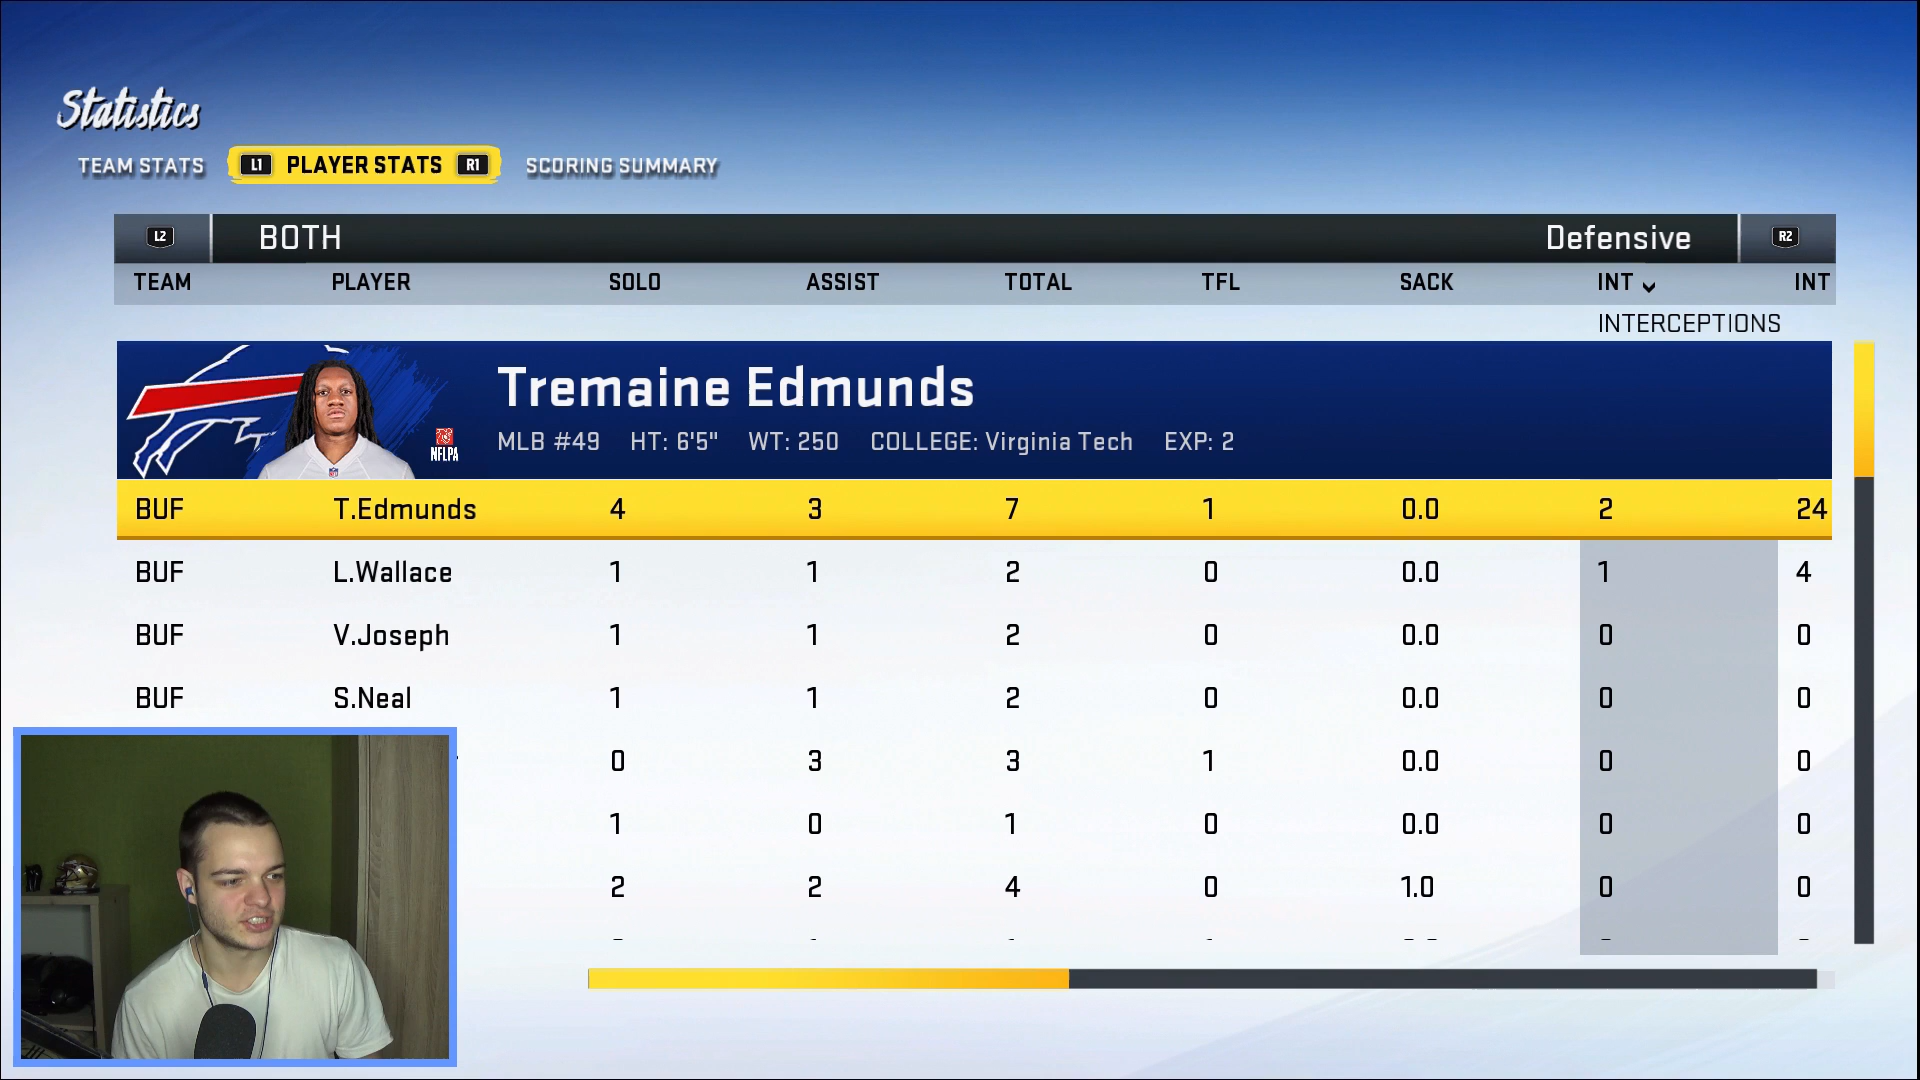 Statistics
TEAM STATS L1 PLAYER STATS R1 SCORING SUMMARY
L2 BOTH Defensive R2
TEAM PLAYER SOLO ASSIST TOTAL TFL SACK INT INT
INTERCEPTIONS
Tremaine Edmunds
NFLPA MLB #49 HT: 6'5" WT: 250 COLLEGE: Virginia Tech EXP: 2
BUF T.Edmunds 4 3 7 1 0.0 2 24
BUF L.Wallace 1 1 2 0 0.0 1 4
BUF V.Joseph 1 1 2 0 0.0 0 0
BUF S.Neal 1 1 2 0 0.0 0 0
0 3 3 1 0.0 0 0
1 0 1 0 0.0 0 0
2 2 4 0 1.0 0 0